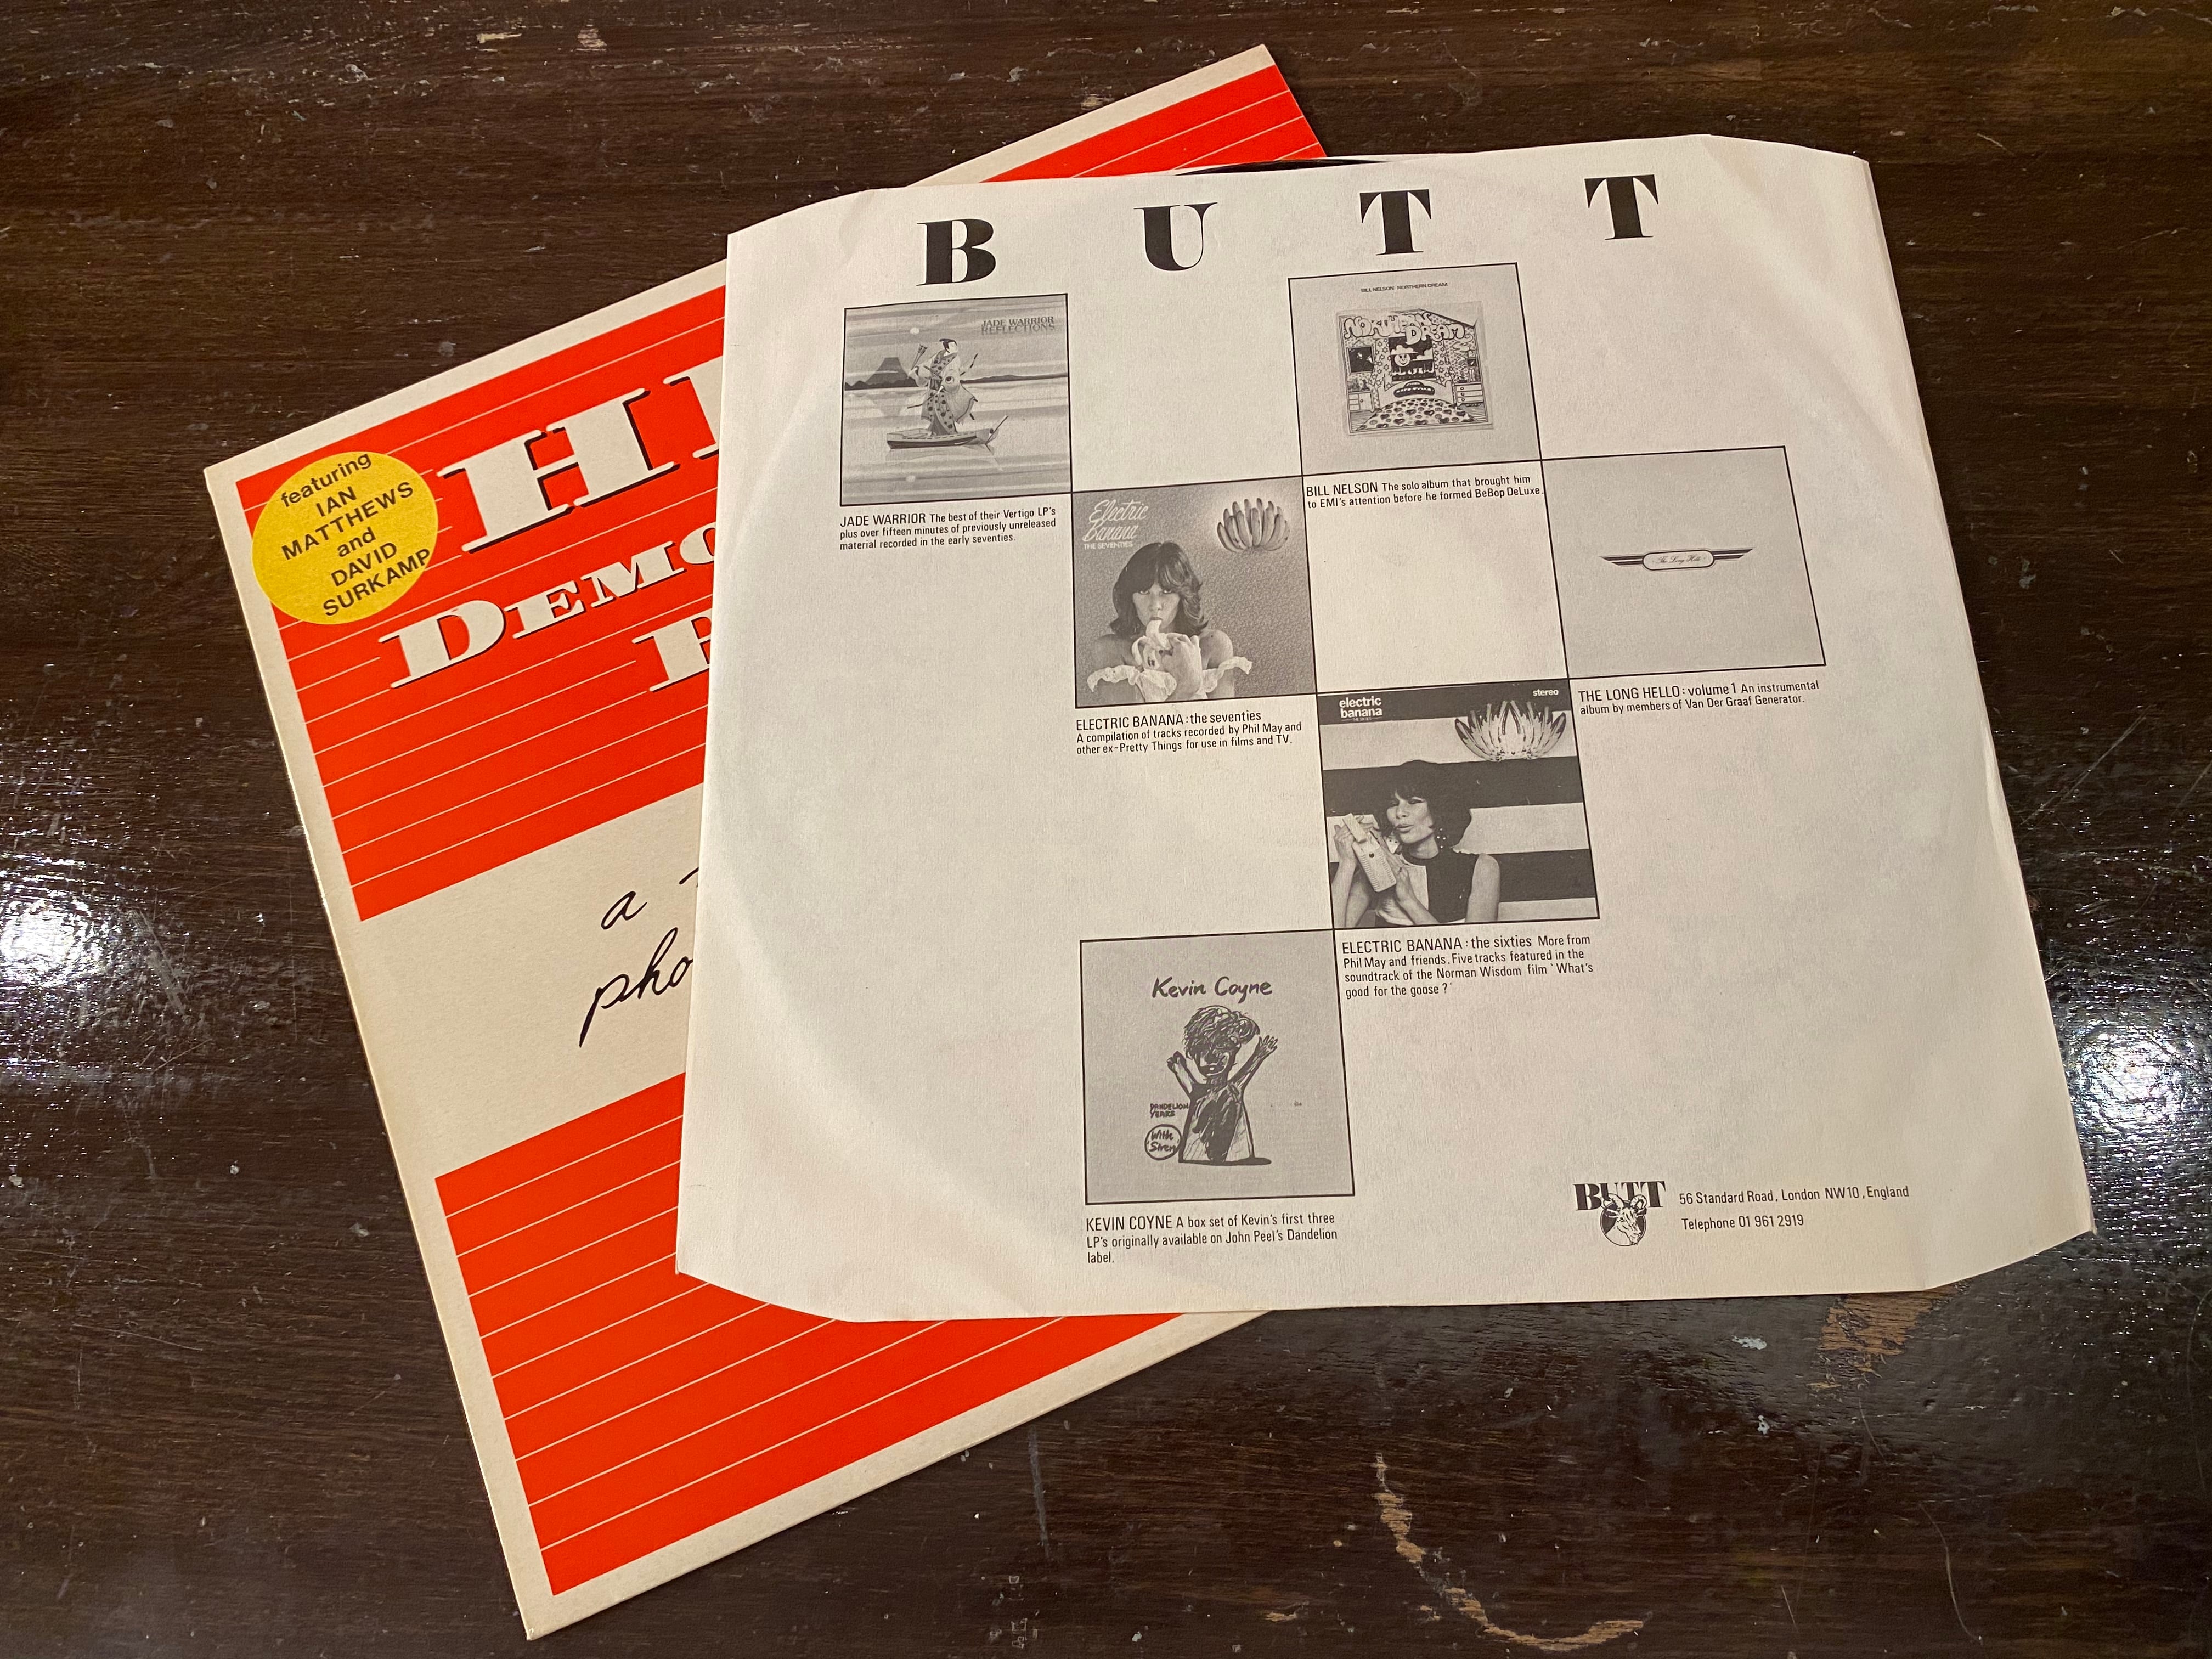 featuring
IAN
MATTHEWS
and
DAVID
SURKAMP
H
DEMO
a
pho
B U T T
JADE WARRIOR
REFLECTIONS
JADE WARRIOR The best of their Vertigo LP's
plus over fifteen minutes of previously unreleased
material recorded in the early seventies.
BILL NELSON NORTHERN DREAM
NORTHERN
DREAM
BILL NELSON The solo album that brought him
to EMI's attention before he formed BeBop DeLuxe.
Electric
Banana
THE SEVENTIES
ELECTRIC BANANA: the seventies
A compilation of tracks recorded by Phil May and
other ex-Pretty Things for use in films and TV.
The Long Hello
THE LONG HELLO: volume 1 An instrumental
album by members of Van Der Graaf Generator.
electric
banana
stereo
ELECTRIC BANANA: the sixties More from
Phil May and friends. Five tracks featured in the
soundtrack of the Norman Wisdom film 'What's
good for the goose?'
Kevin Coyne
DANDELION
YEARS
With
Siren
KEVIN COYNE A box set of Kevin's first three
LP's originally available on John Peel's Dandelion
label.
BUTT
56 Standard Road, London NW10, England
Telephone 01 961 2919